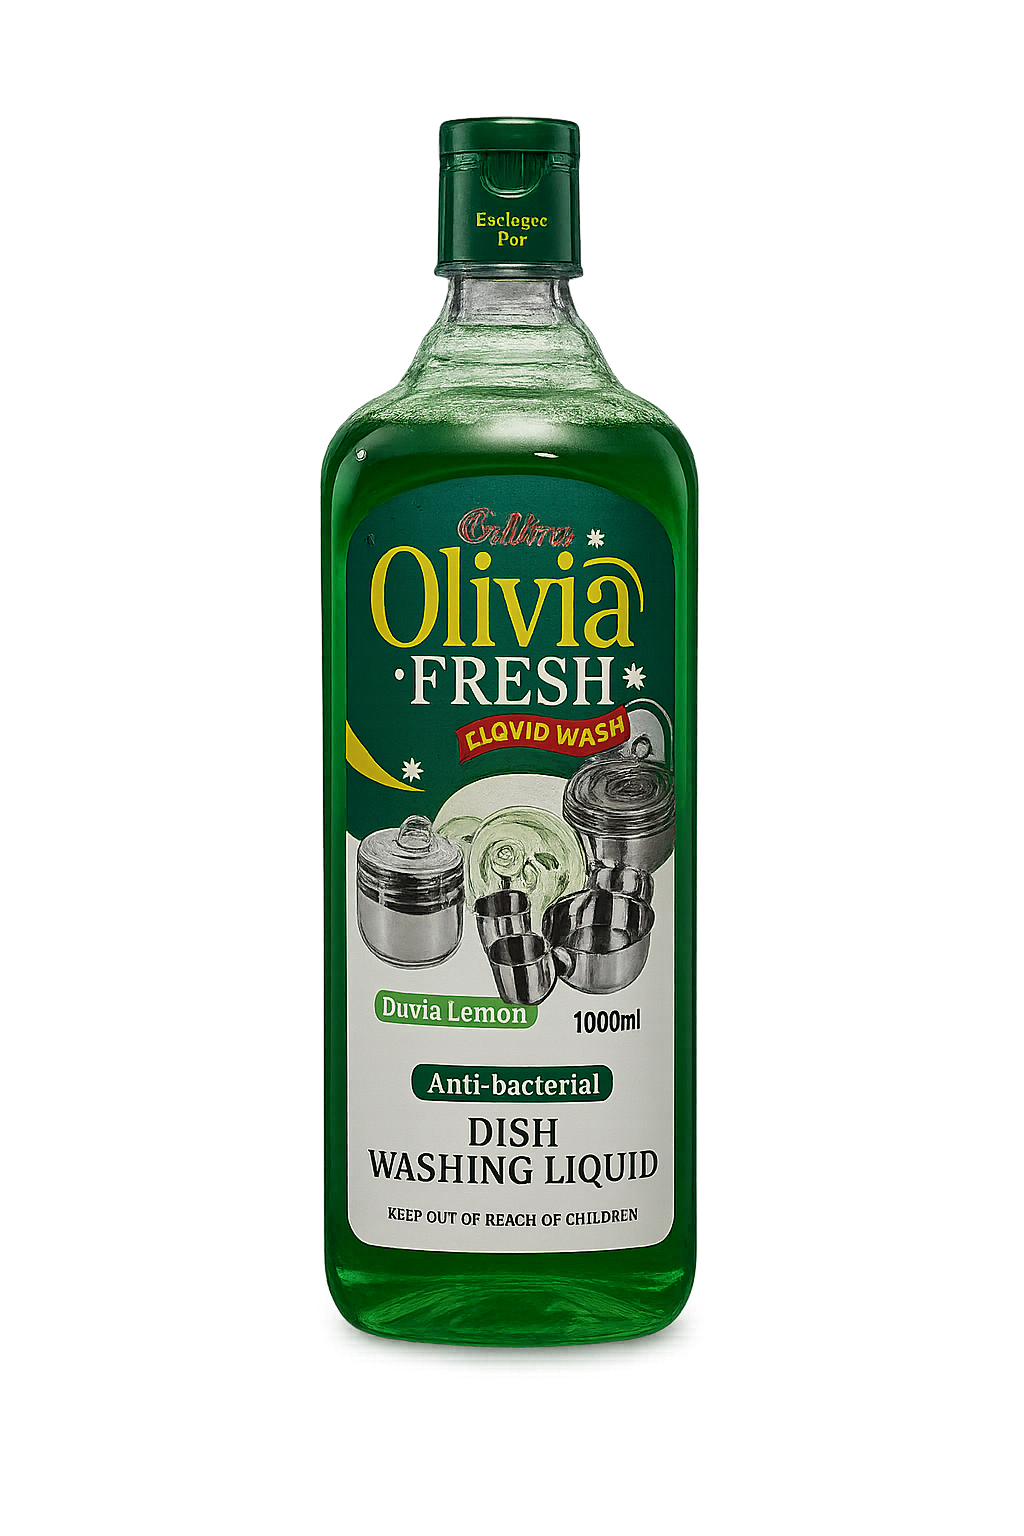 Esclegec
Por
Olivia
FRESH
ELQVID WASH
Duvia Lemon
1000ml
Anti-bacterial
DISH
WASHING LIQUID
KEEP OUT OF REACH OF CHILDREN